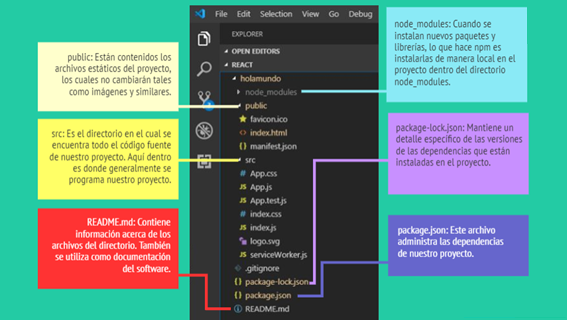 File Edit Selection View Go Debug
EXPLORER
OPEN EDITORS
REACT
holamundo
node_modules
public
favicon.ico
index.html
manifest.json
src
App.css
App.js
App.test.js
index.css
index.js
logo.svg
serviceWorker.js
.gitignore
package-lock.json
package.json
README.md
public: Están contenidos los
archivos estáticos del proyecto,
los cuales no cambiarán tales
como imágenes y similares.
src: Es el directorio en el cual se
encuentra todo el código fuente
de nuestro proyecto. Aquí dentro
es donde generalmente se
programa nuestro proyecto.
README.md: Contiene
información acerca de los
archivos del directorio. También
se utiliza como documentación
del software.
node_modules: Cuando se
instalan nuevos paquetes y
librerías, lo que hace npm es
instalarlas de manera local en el
proyecto dentro del directorio
node_modules.
package-lock.json: Mantiene un
detalle especifico de las versiones
de las dependencias que están
instaladas en el proyecto.
package.json: Este archivo
administra las dependencias
de nuestro proyecto.